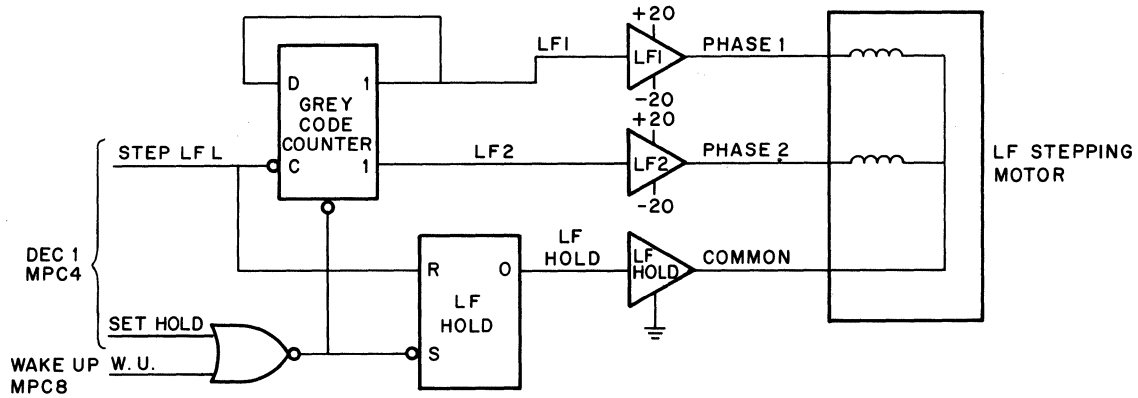 +20
LF1
LF1
PHASE 1
-20
D
1
GREY
CODE
COUNTER
C
1
+20
LF2
LF2
PHASE 2
-20
LF STEPPING
MOTOR
STEP LF L
DEC 1
MPC4
R
O
LF
HOLD
S
LF
HOLD
LF
HOLD
COMMON
SET HOLD
WAKE UP
MPC8
W. U.